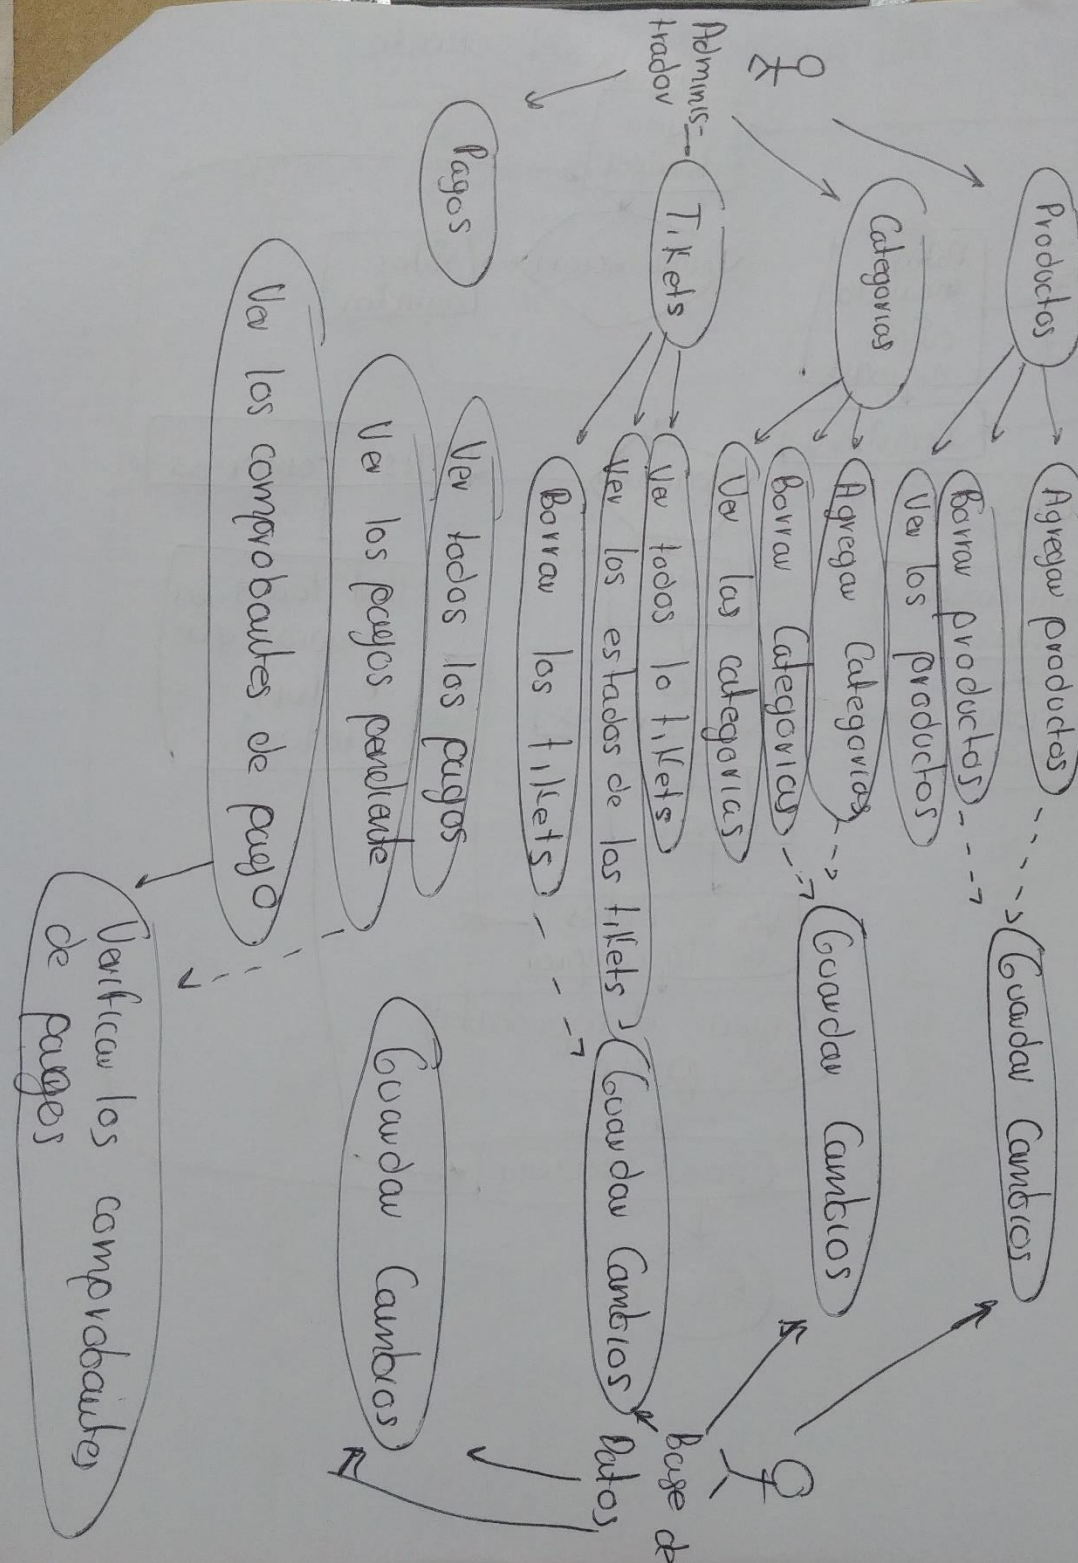 Adminis-
trador
Productos
Agregar productos
Borrar productos
Ver los productos
Guardar Cambios
Categorias
Agregar Categorias
Borrar Categorias
Ver las categorias
Guardar Cambios
Tikets
Ver todos lo tikets
Ver los estados de los tikets
Borrar los tikets
Guardar Cambios
Pagos
Ver todos los pagos
Ver los pagos pendiente
Ver los comprobantes de pago
Guardar Cambios
Verificar los comprobantes
de pagos
Base de
Datos